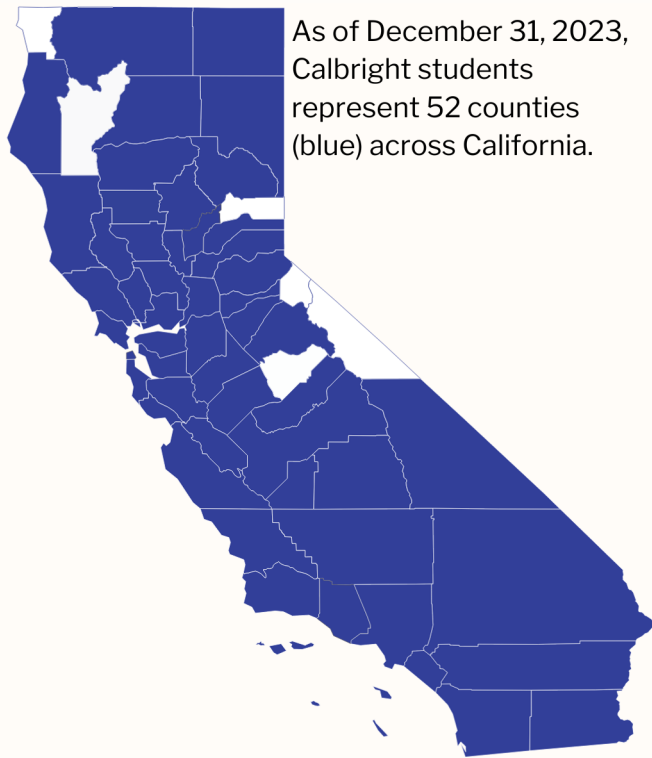 As of December 31, 2023,
Calbright students
represent 52 counties
(blue) across California.